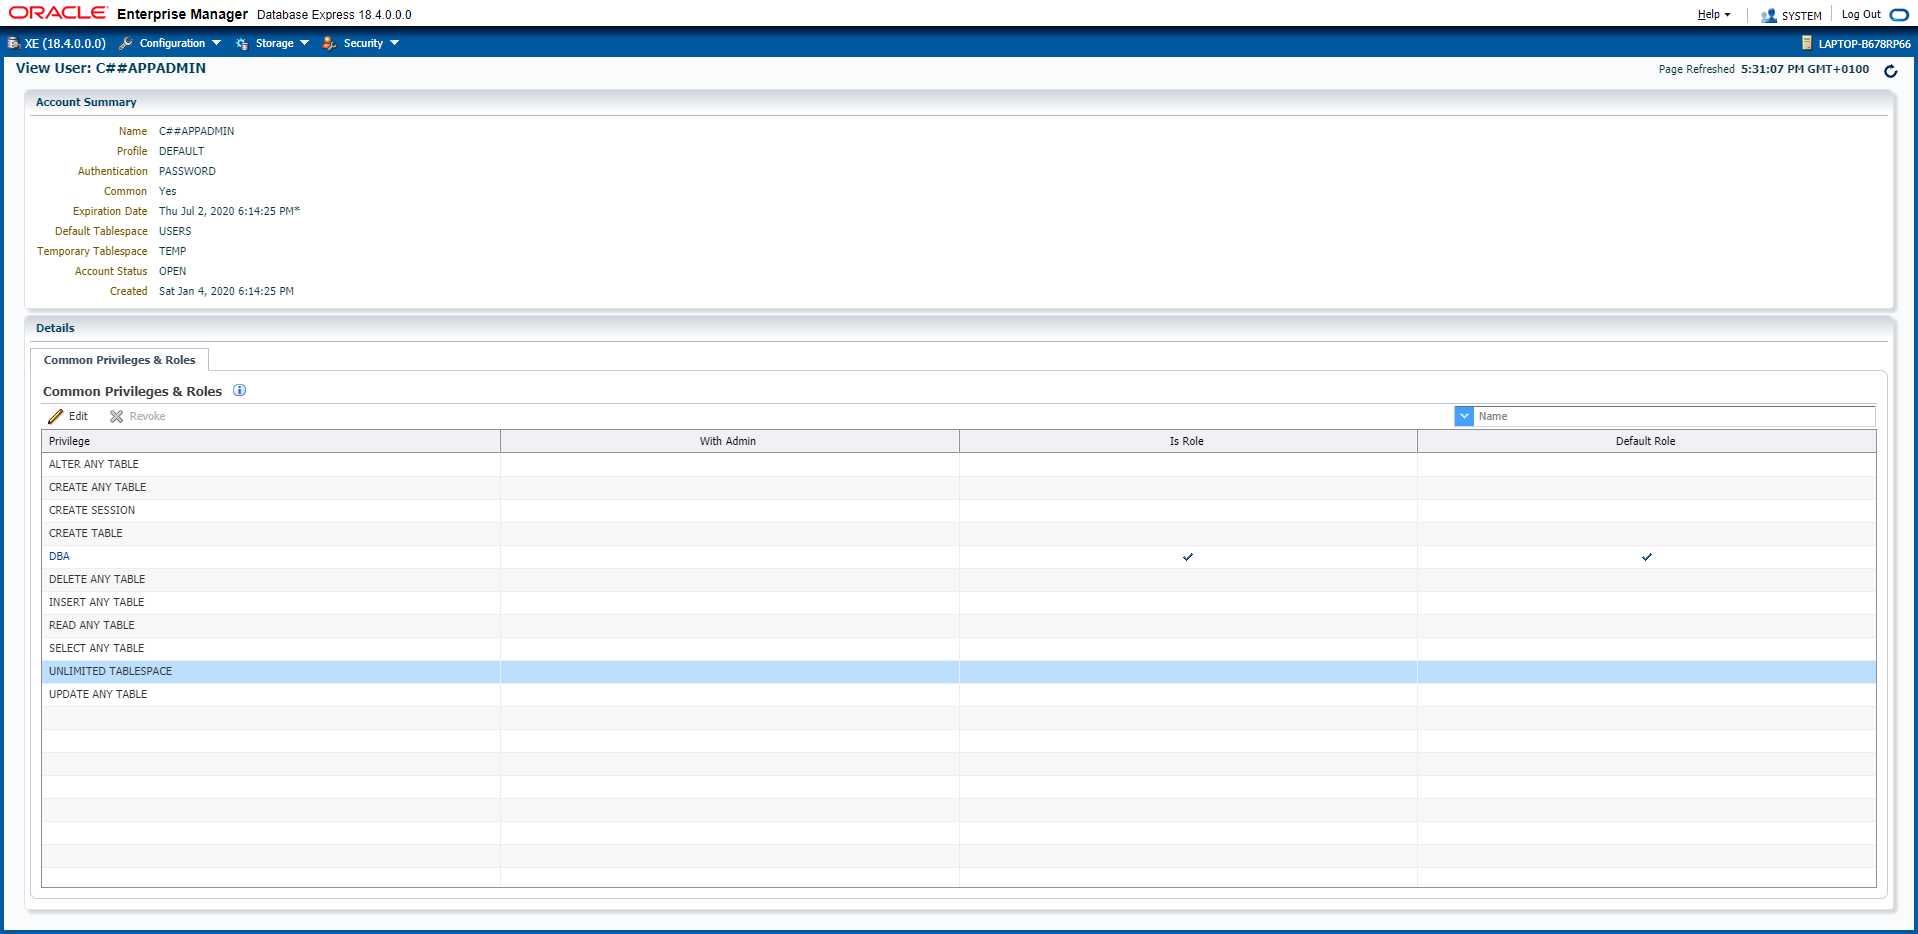 ORACLE Enterprise Manager Database Express 18.4.0.0.0 Help SYSTEM Log Out
XE (18.4.0.0.0) Configuration Storage Security LAPTOP-B678RP66
View User: C##APPADMIN Page Refreshed 5:31:07 PM GMT+0100
Account Summary
Name C##APPADMIN
Profile DEFAULT
Authentication PASSWORD
Common Yes
Expiration Date Thu Jul 2, 2020 6:14:25 PM*
Default Tablespace USERS
Temporary Tablespace TEMP
Account Status OPEN
Created Sat Jan 4, 2020 6:14:25 PM
Details
Common Privileges & Roles
Common Privileges & Roles
Edit Revoke Name
Privilege With Admin Is Role Default Role
ALTER ANY TABLE
CREATE ANY TABLE
CREATE SESSION
CREATE TABLE
DBA
DELETE ANY TABLE
INSERT ANY TABLE
READ ANY TABLE
SELECT ANY TABLE
UNLIMITED TABLESPACE
UPDATE ANY TABLE